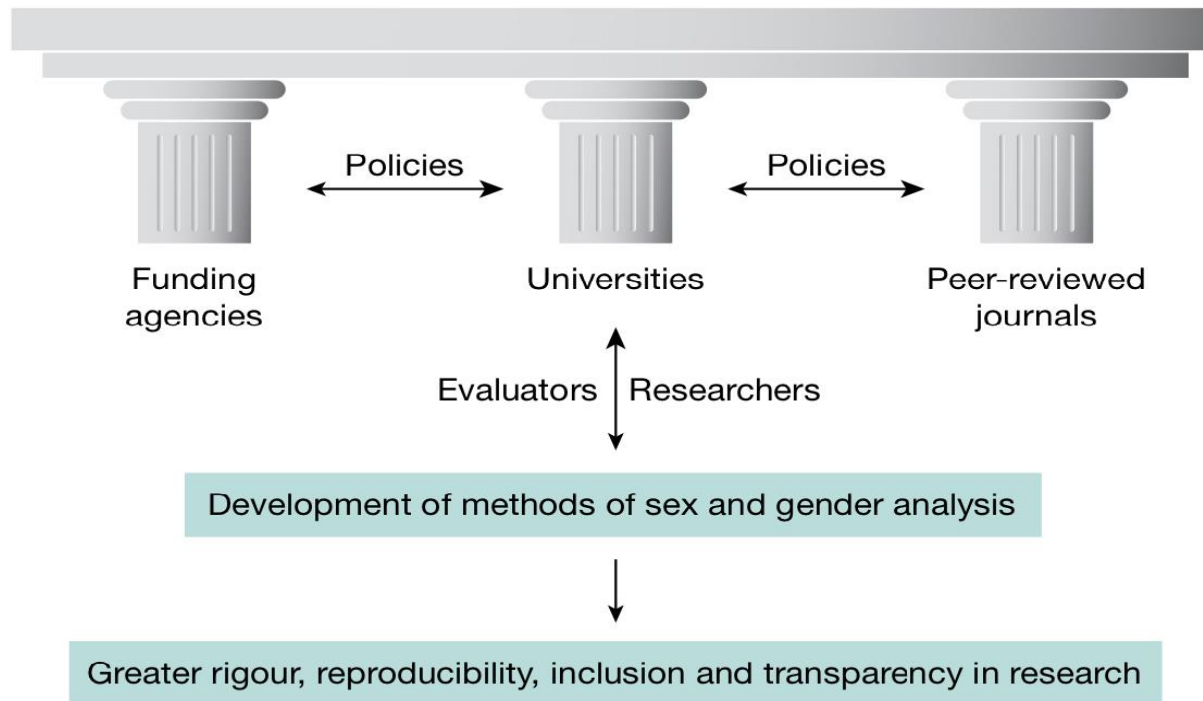 Policies
Policies
Funding
agencies
Universities
Peer-reviewed
journals
Evaluators
Researchers
Development of methods of sex and gender analysis
Greater rigour, reproducibility, inclusion and transparency in research